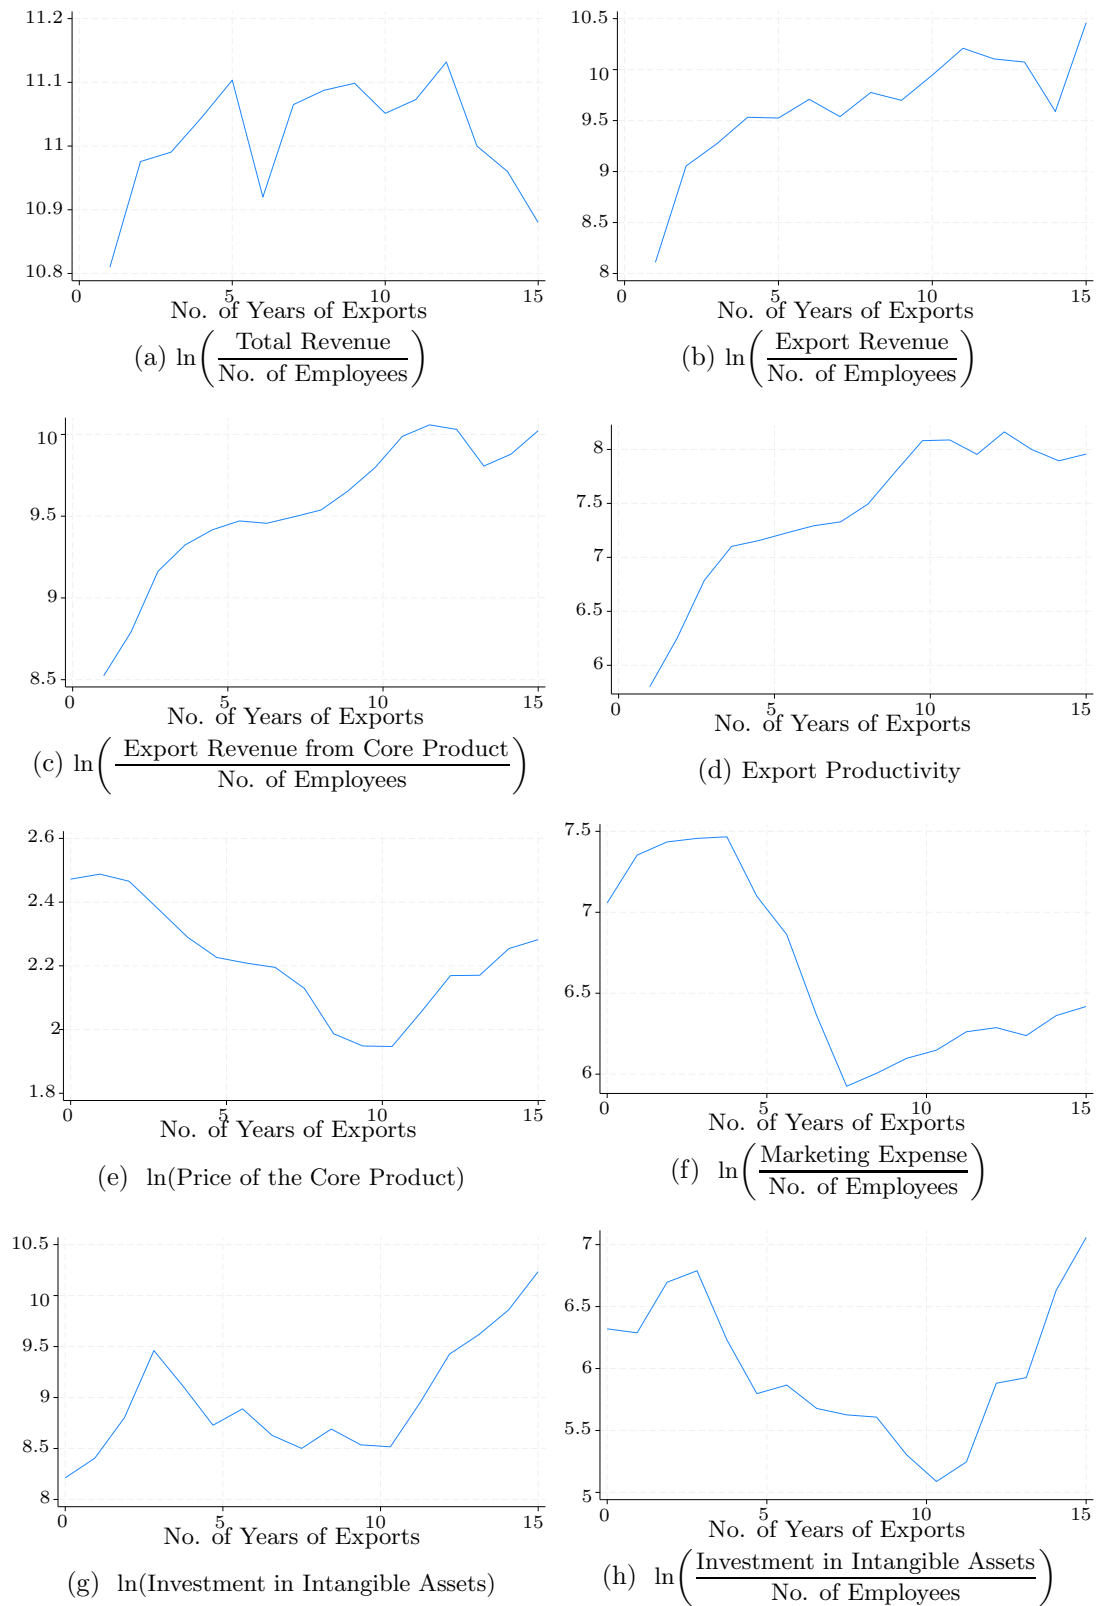 11.2
11.1
11
10.9
10.8
0 5 10 15
No. of Years of Exports
(a) ln(Total Revenue / No. of Employees)
10.5
10
9.5
9
8.5
8
0 5 10 15
No. of Years of Exports
(b) ln(Export Revenue / No. of Employees)
10
9.5
9
8.5
0 5 10 15
No. of Years of Exports
(c) ln(Export Revenue from Core Product / No. of Employees)
8
7.5
7
6.5
6
0 5 10 15
No. of Years of Exports
(d) Export Productivity
2.6
2.4
2.2
2
1.8
0 5 10 15
No. of Years of Exports
(e) ln(Price of the Core Product)
7.5
7
6.5
6
0 5 10 15
No. of Years of Exports
(f) ln(Marketing Expense / No. of Employees)
10.5
10
9.5
9
8.5
8
0 5 10 15
No. of Years of Exports
(g) ln(Investment in Intangible Assets)
7
6.5
6
5.5
5
0 5 10 15
No. of Years of Exports
(h) ln(Investment in Intangible Assets / No. of Employees)